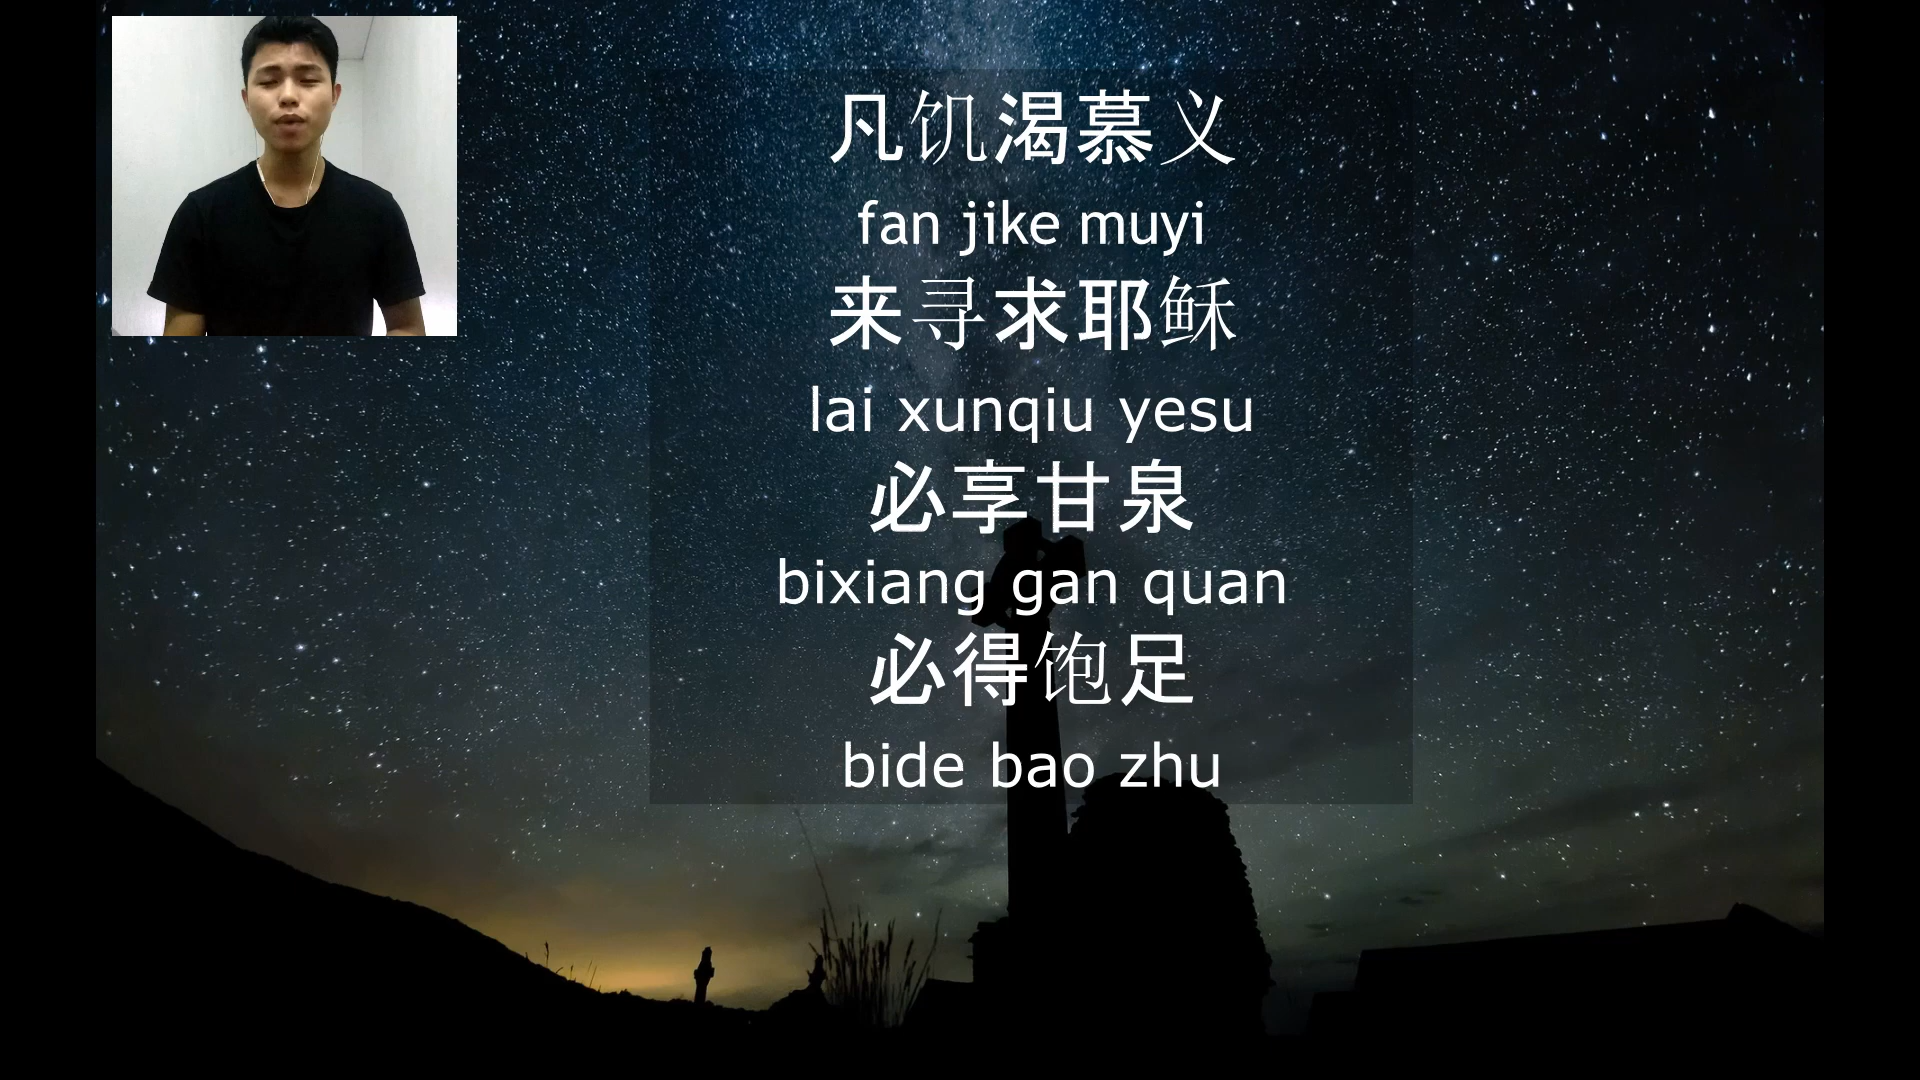 凡饥渴慕义
fan jike muyi
来寻求耶稣
lai xunqiu yesu
必享甘泉
bixiang gan quan
必得饱足
bide bao zhu